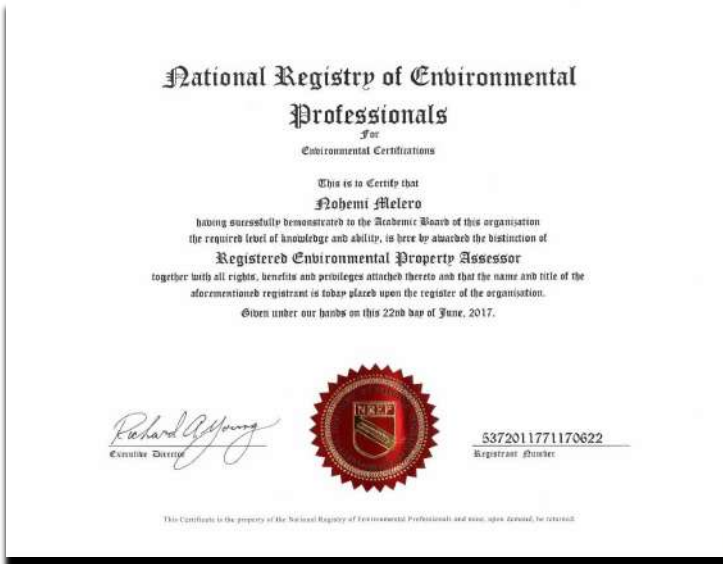 National Registry of Environmental
Professionals
For
Environmental Certifications
This is to Certify that
Nohemi Melero
having sucessfully demonstrated to the Academic Board of this organization
the required level of knowledge and ability, is here by awarded the distinction of
Registered Environmental Property Assessor
together with all rights, benefits and privileges attached thereto and that the name and title of the
aforementioned registrant is today placed upon the register of the organization.
Given under our hands on this 22nd day of June, 2017.
Richard A. Young
Executive Director
NREP
5372011771170622
Registrant Number
This Certificate is the property of the National Registry of Environmental Professionals and must, upon demand, be returned.